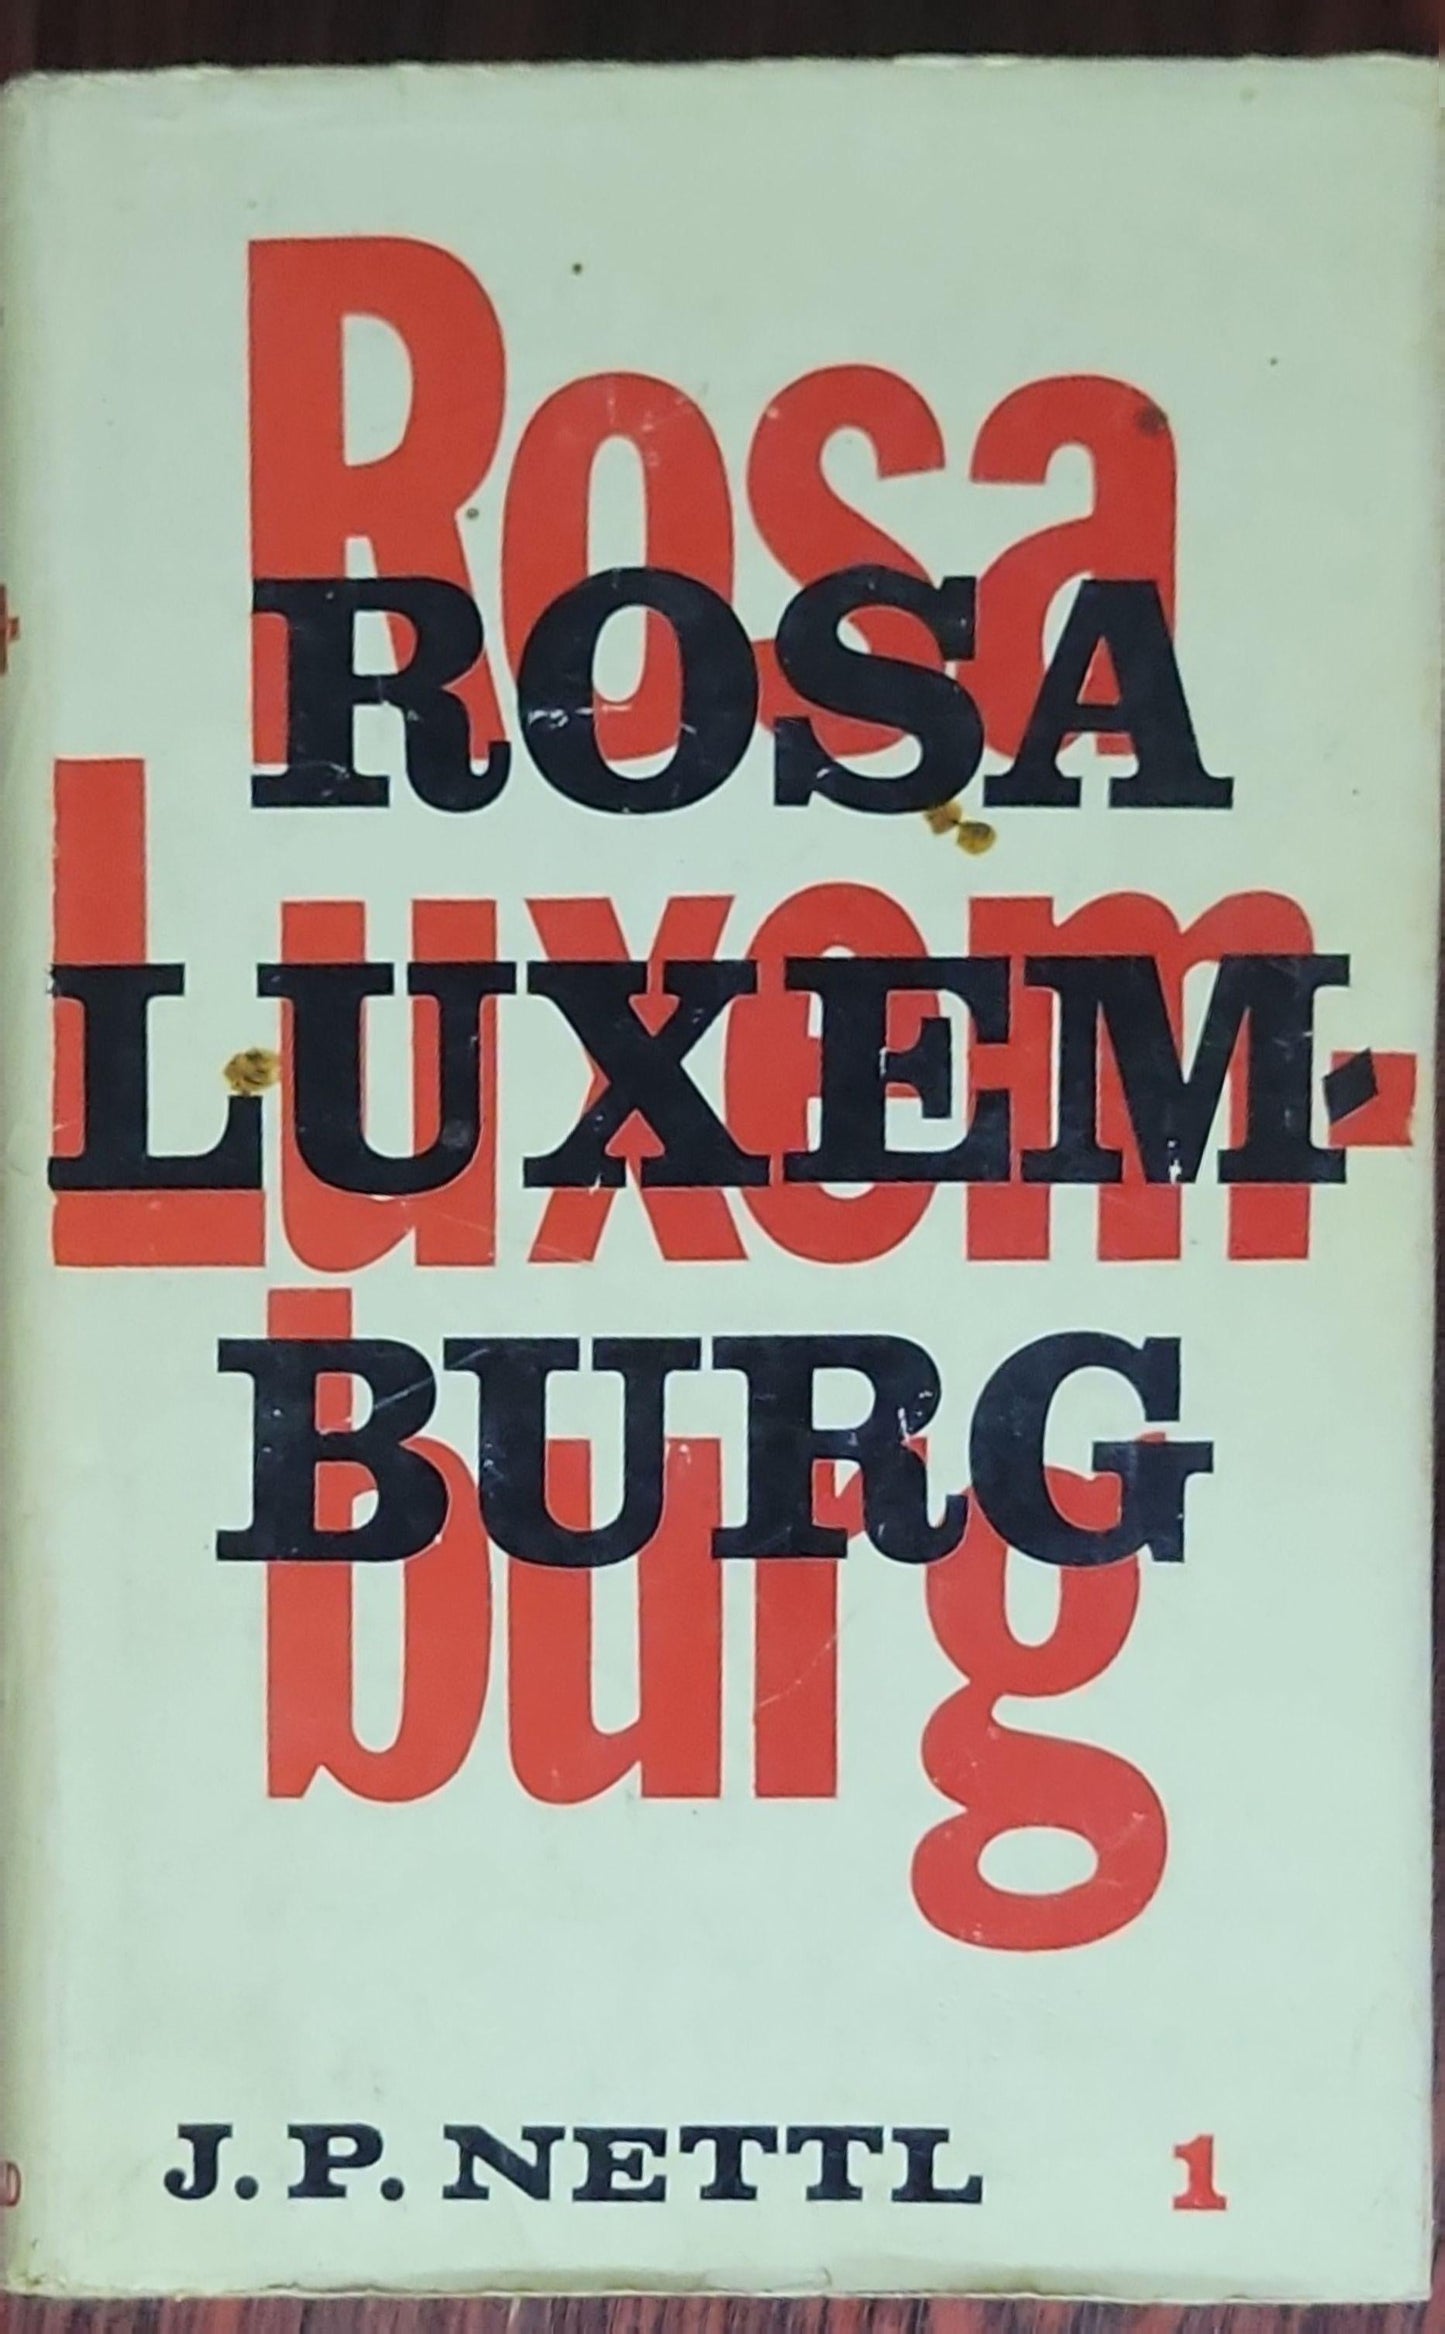 Rosa
ROSA
Luxem-
LUXEM-
burg
BURG
J. P. NETTL 1